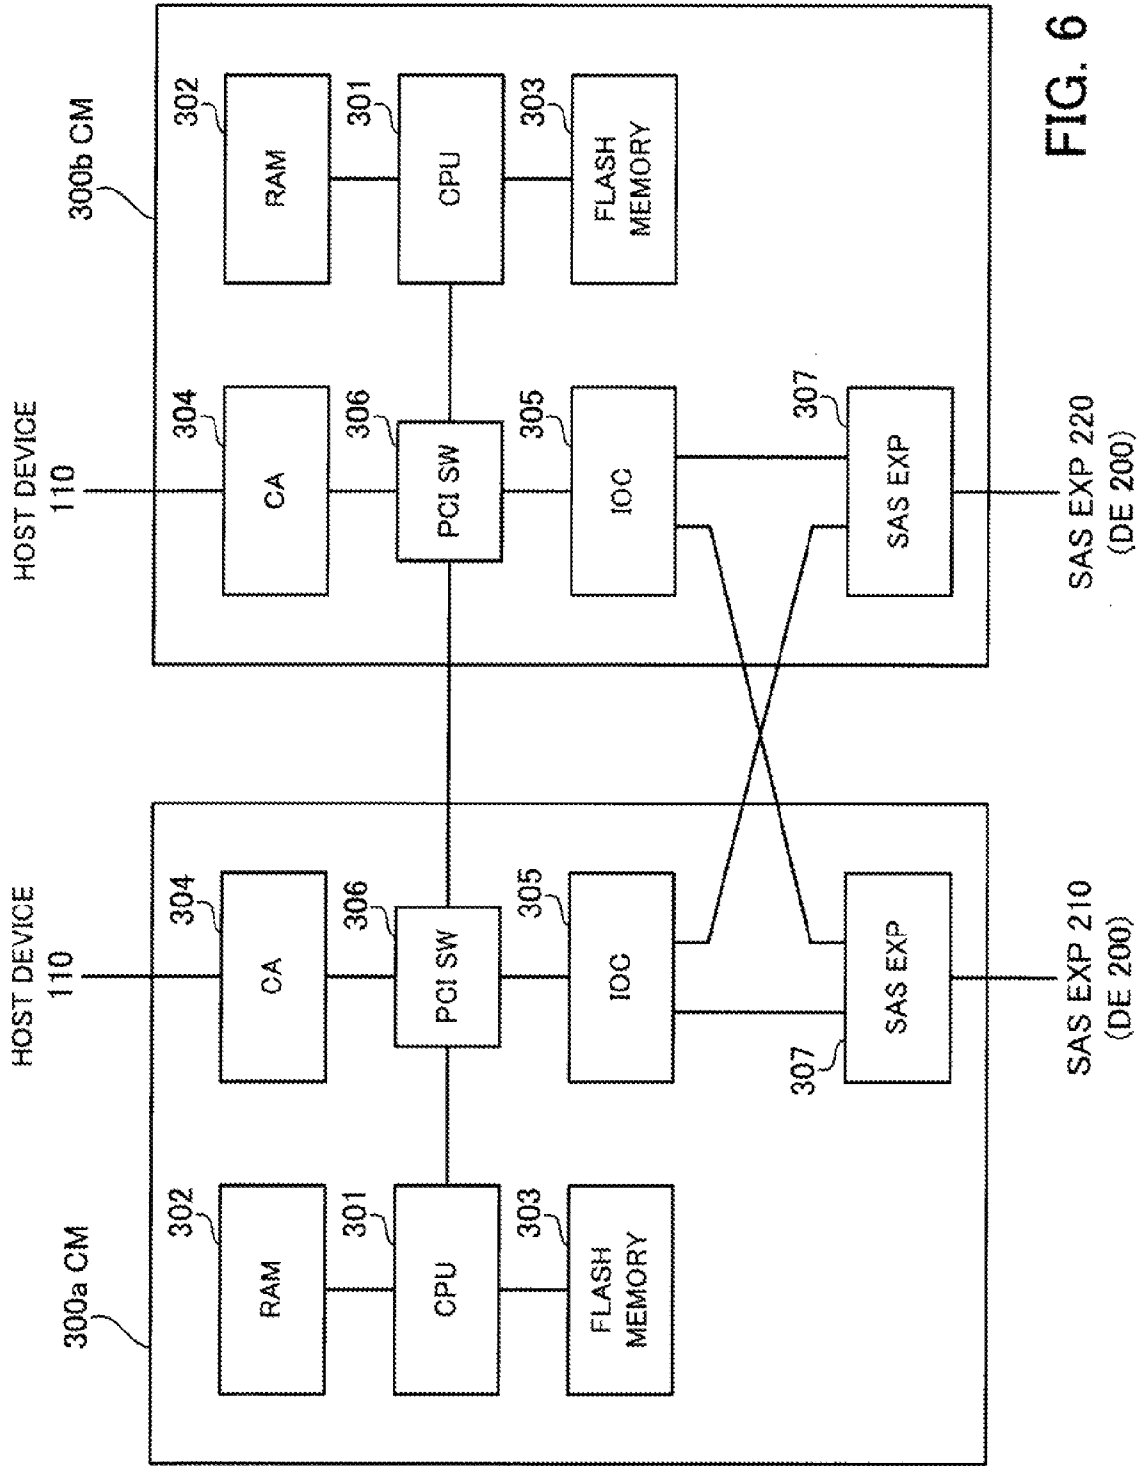 HOST DEVICE
110
HOST DEVICE
110
300a CM
300b CM
302
RAM
304
CA
304
CA
302
RAM
301
CPU
306
PCI SW
306
PCI SW
301
CPU
303
FLASH
MEMORY
305
IOC
305
IOC
303
FLASH
MEMORY
307
SAS EXP
307
SAS EXP
SAS EXP 210
(DE 200)
SAS EXP 220
(DE 200)
FIG. 6